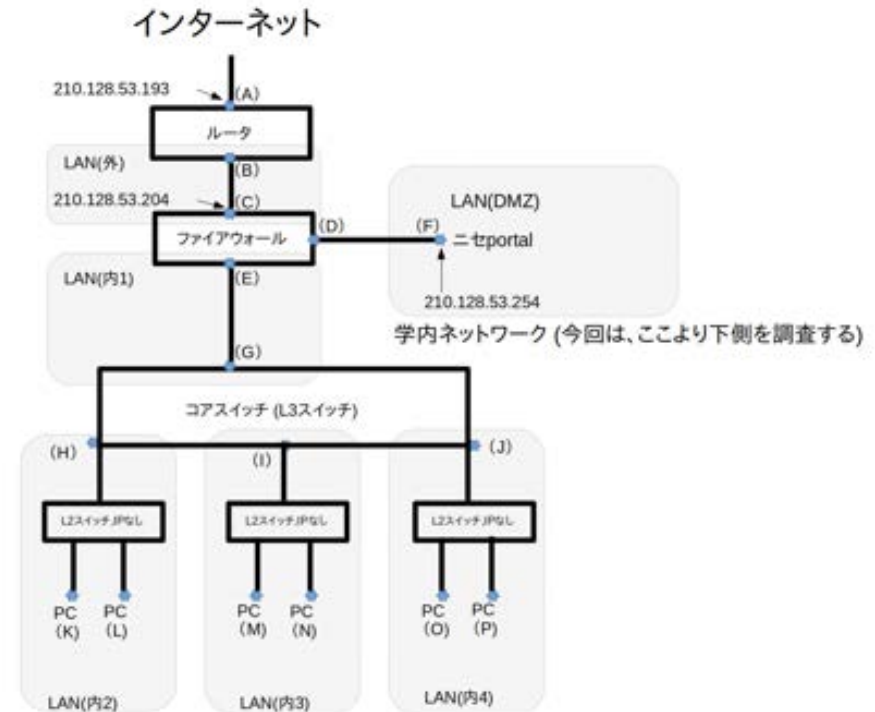 インターネット
210.128.53.193
(A)
ルータ
LAN(外)
(B)
210.128.53.204
(C)
ファイアウォール
(D)
(F)
LAN(DMZ)
ニセportal
210.128.53.254
LAN(内1)
(E)
学内ネットワーク (今回は、ここより下側を調査する)
(G)
コアスイッチ (L3スイッチ)
(H)
(I)
(J)
L2スイッチ,IPなし
L2スイッチ,IPなし
L2スイッチ,IPなし
PC
(K)
PC
(L)
PC
(M)
PC
(N)
PC
(O)
PC
(P)
LAN(内2)
LAN(内3)
LAN(内4)